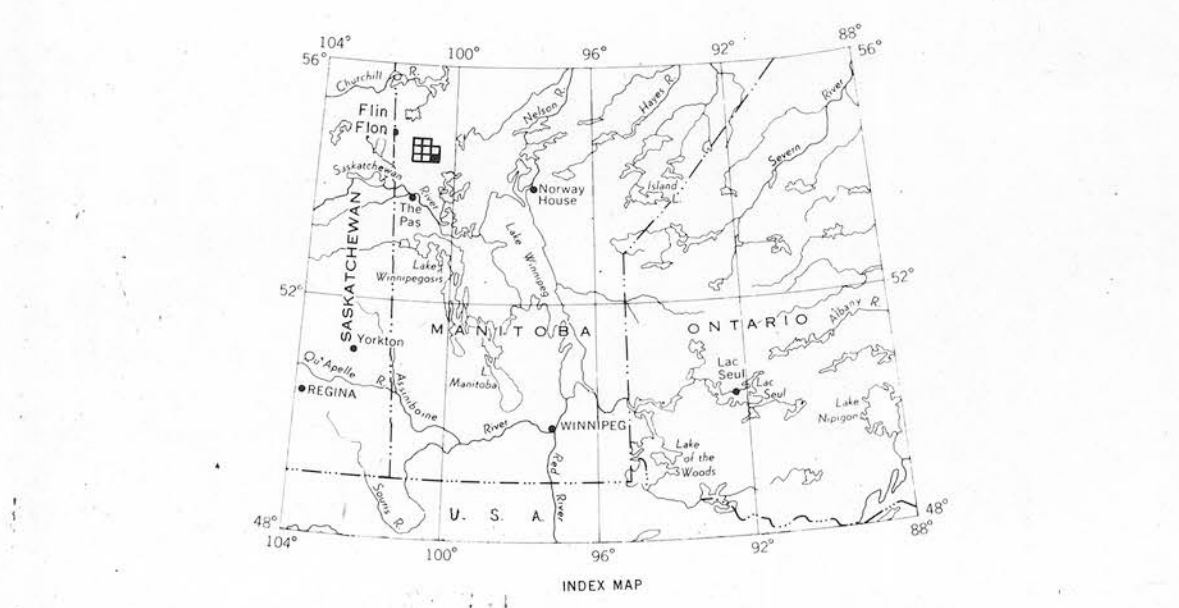 104°
100°
96°
92°
88°
56°
56°
Churchill R.
Flin
Flon
Nelson R.
Hayes R.
Severn River
Saskatchewan River
The
Pas
Norway
House
Island
L.
SASKATCHEWAN
Lake
Winnipegosis
Lake Winnipeg
52°
52°
MANITOBA
ONTARIO
Albany R.
Yorkton
Qu'Apelle R.
REGINA
Assiniboine River
L.
Manitoba
Lac
Seul
Lac
Seul
Lake
Nipigon
WINNIPEG
Red River
Lake
of the
Woods
Souris R.
U. S. A.
48°
48°
104°
100°
96°
92°
88°
INDEX MAP